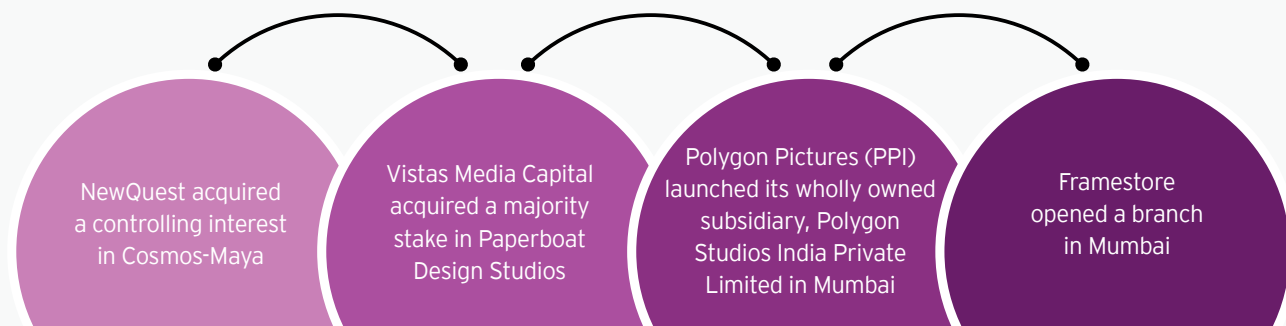 NewQuest acquired
a controlling interest
in Cosmos-Maya
Vistas Media Capital
acquired a majority
stake in Paperboat
Design Studios
Polygon Pictures (PPI)
launched its wholly owned
subsidiary, Polygon
Studios India Private
Limited in Mumbai
Framestore
opened a branch
in Mumbai